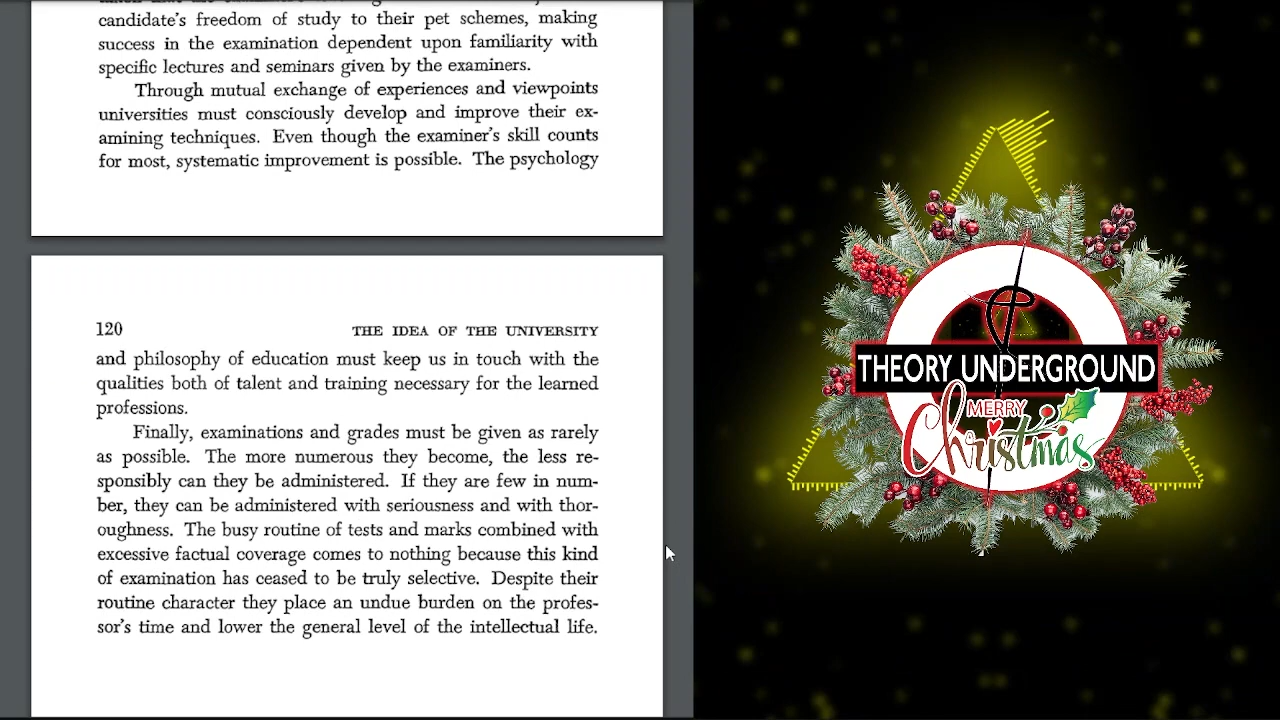 candidate's freedom of study to their pet schemes, making
success in the examination dependent upon familiarity with
specific lectures and seminars given by the examiners.
Through mutual exchange of experiences and viewpoints
universities must consciously develop and improve their ex-
amining techniques. Even though the examiner's skill counts
for most, systematic improvement is possible. The psychology
120 THE IDEA OF THE UNIVERSITY
and philosophy of education must keep us in touch with the
qualities both of talent and training necessary for the learned
professions.
Finally, examinations and grades must be given as rarely
as possible. The more numerous they become, the less re-
sponsibly can they be administered. If they are few in num-
ber, they can be administered with seriousness and with thor-
oughness. The busy routine of tests and marks combined with
excessive factual coverage comes to nothing because this kind
of examination has ceased to be truly selective. Despite their
routine character they place an undue burden on the profes-
sor's time and lower the general level of the intellectual life.
THEORY UNDERGROUND
MERRY
Christmas